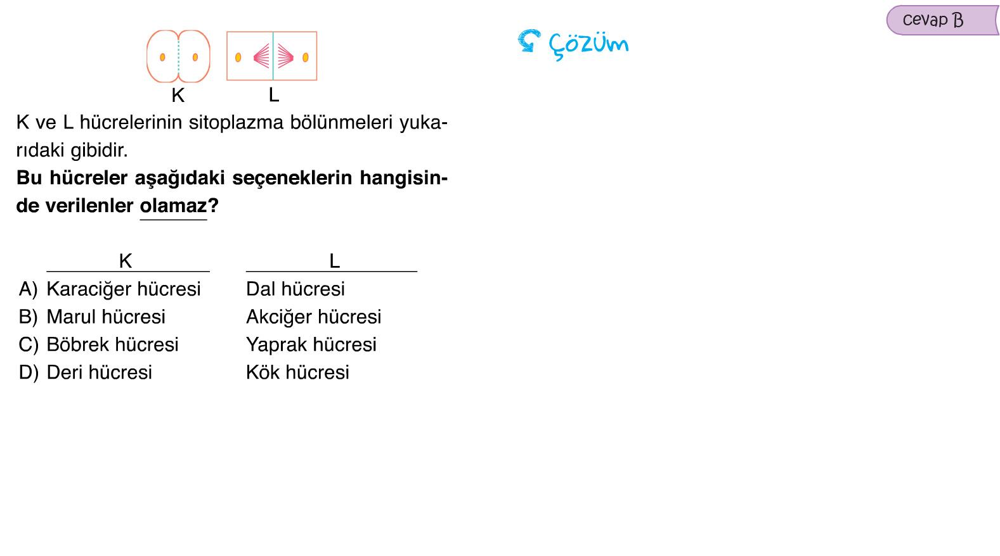 K
L
K ve L hücrelerinin sitoplazma bölünmeleri yuka-
rıdaki gibidir.
Bu hücreler aşağıdaki seçeneklerin hangisin-
de verilenler olamaz?
K L
A) Karaciğer hücresi Dal hücresi
B) Marul hücresi Akciğer hücresi
C) Böbrek hücresi Yaprak hücresi
D) Deri hücresi Kök hücresi
Çözüm
Cevap B